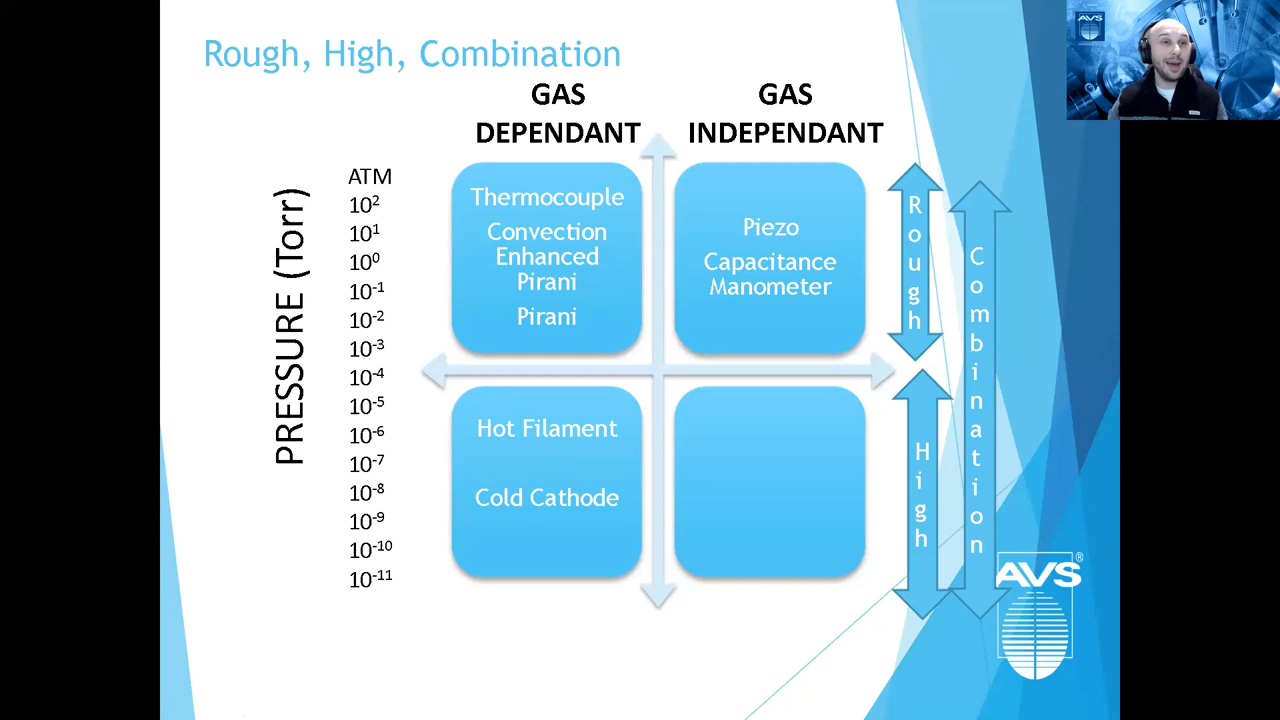 AVS
Rough, High, Combination
GAS
DEPENDANT
GAS
INDEPENDANT
PRESSURE (Torr)
ATM
10²
10¹
10⁰
10⁻¹
10⁻²
10⁻³
10⁻⁴
10⁻⁵
10⁻⁶
10⁻⁷
10⁻⁸
10⁻⁹
10⁻¹⁰
10⁻¹¹
Thermocouple
Convection
Enhanced
Pirani
Pirani
Piezo
Capacitance
Manometer
Hot Filament
Cold Cathode
Rough
High
Combination
AVS®